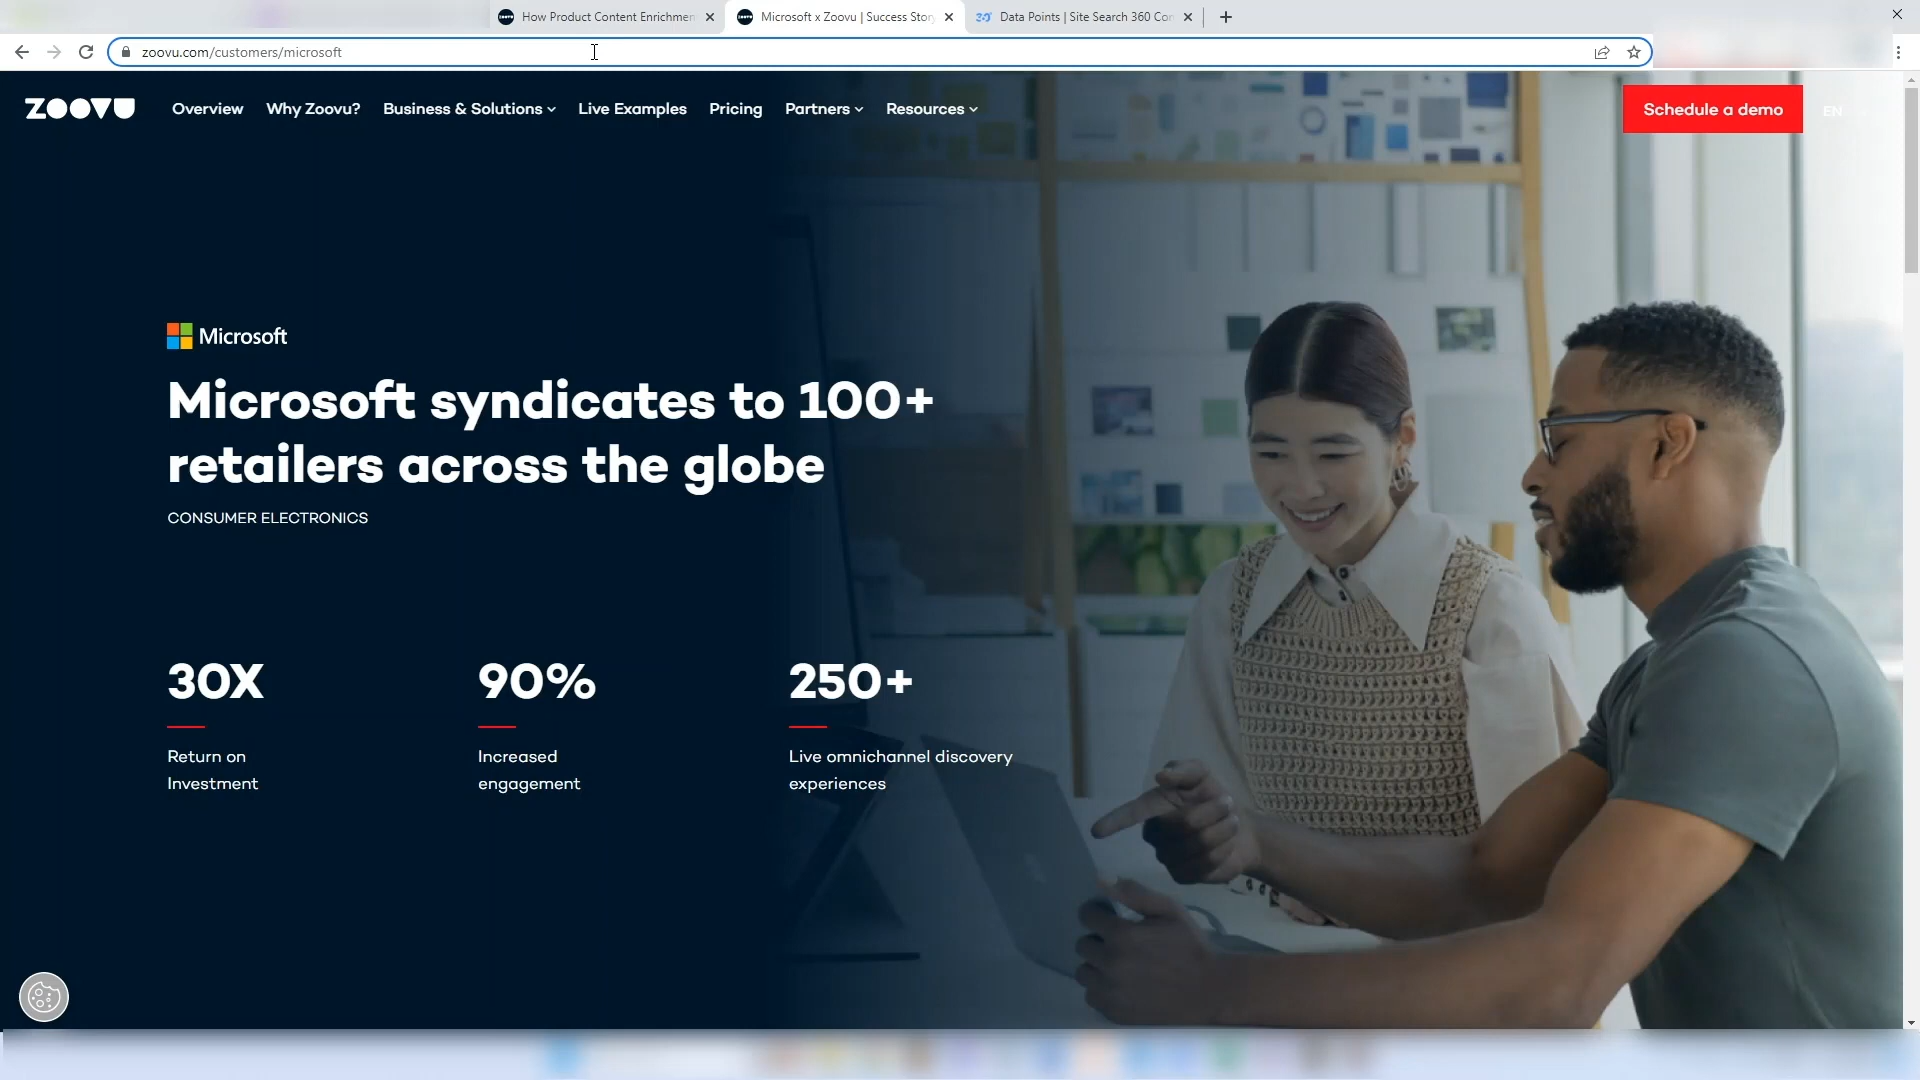 How Product Content Enrichmen
Microsoft x Zoovu | Success Story
Data Points | Site Search 360 Con
zoovu.com/customers/microsoft
ZOOVU
Overview
Why Zoovu?
Business & Solutions
Live Examples
Pricing
Partners
Resources
Schedule a demo
EN
Microsoft
Microsoft syndicates to 100+
retailers across the globe
CONSUMER ELECTRONICS
30X
90%
250+
Return on
Investment
Increased
engagement
Live omnichannel discovery
experiences